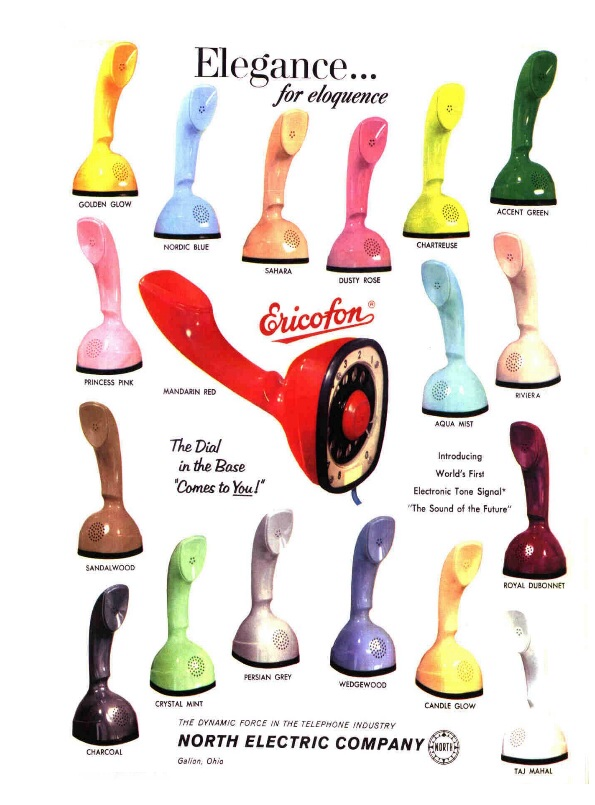 Elegance...
for eloquence
GOLDEN GLOW
NORDIC BLUE
SAHARA
DUSTY ROSE
CHARTREUSE
ACCENT GREEN
PRINCESS PINK
MANDARIN RED
Ericofon®
AQUA MIST
RIVIERA
The Dial
in the Base
"Comes to You!"
Introducing
World's First
Electronic Tone Signal*
"The Sound of the Future"
SANDALWOOD
ROYAL DUBONNET
CRYSTAL MINT
PERSIAN GREY
WEDGEWOOD
CANDLE GLOW
CHARCOAL
TAJ MAHAL
THE DYNAMIC FORCE IN THE TELEPHONE INDUSTRY
NORTH ELECTRIC COMPANY
NORTH
Galion, Ohio